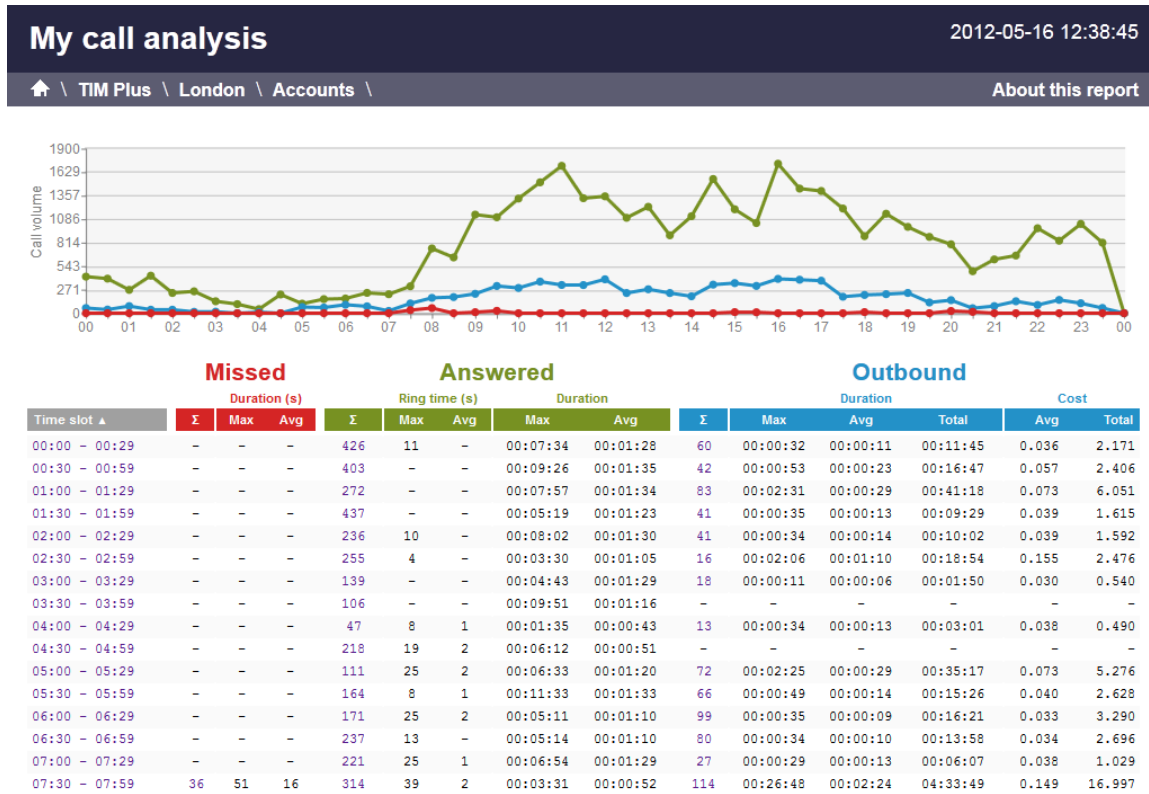 My call analysis
2012-05-16 12:38:45
\ TIM Plus \ London \ Accounts \
About this report
Call volume
1900
1629
1357
1086
814
543
271
0
00 01 02 03 04 05 06 07 08 09 10 11 12 13 14 15 16 17 18 19 20 21 22 23 00
Missed Answered Outbound
Duration (s) Ring time (s) Duration Duration Cost
Time slot ▲ Σ Max Avg Σ Max Avg Max Avg Σ Max Avg Total Avg Total
00:00 - 00:29 - - - 426 11 - 00:07:34 00:01:28 60 00:00:32 00:00:11 00:11:45 0.036 2.171
00:30 - 00:59 - - - 403 - - 00:09:26 00:01:35 42 00:00:53 00:00:23 00:16:47 0.057 2.406
01:00 - 01:29 - - - 272 - - 00:07:57 00:01:34 83 00:02:31 00:00:29 00:41:18 0.073 6.051
01:30 - 01:59 - - - 437 - - 00:05:19 00:01:23 41 00:00:35 00:00:13 00:09:29 0.039 1.615
02:00 - 02:29 - - - 236 10 - 00:08:02 00:01:30 41 00:00:34 00:00:14 00:10:02 0.039 1.592
02:30 - 02:59 - - - 255 4 - 00:03:30 00:01:05 16 00:02:06 00:01:10 00:18:54 0.155 2.476
03:00 - 03:29 - - - 139 - - 00:04:43 00:01:29 18 00:00:11 00:00:06 00:01:50 0.030 0.540
03:30 - 03:59 - - - 106 - - 00:09:51 00:01:16 - - - - - -
04:00 - 04:29 - - - 47 8 1 00:01:35 00:00:43 13 00:00:34 00:00:13 00:03:01 0.038 0.490
04:30 - 04:59 - - - 218 19 2 00:06:12 00:00:51 - - - - - -
05:00 - 05:29 - - - 111 25 2 00:06:33 00:01:20 72 00:02:25 00:00:29 00:35:17 0.073 5.276
05:30 - 05:59 - - - 164 8 1 00:11:33 00:01:33 66 00:00:49 00:00:14 00:15:26 0.040 2.628
06:00 - 06:29 - - - 171 25 2 00:05:11 00:01:10 99 00:00:35 00:00:09 00:16:21 0.033 3.290
06:30 - 06:59 - - - 237 13 - 00:05:14 00:01:10 80 00:00:34 00:00:10 00:13:58 0.034 2.696
07:00 - 07:29 - - - 221 25 1 00:06:54 00:01:29 27 00:00:29 00:00:13 00:06:07 0.038 1.029
07:30 - 07:59 36 51 16 314 39 2 00:03:31 00:00:52 114 00:26:48 00:02:24 04:33:49 0.149 16.997